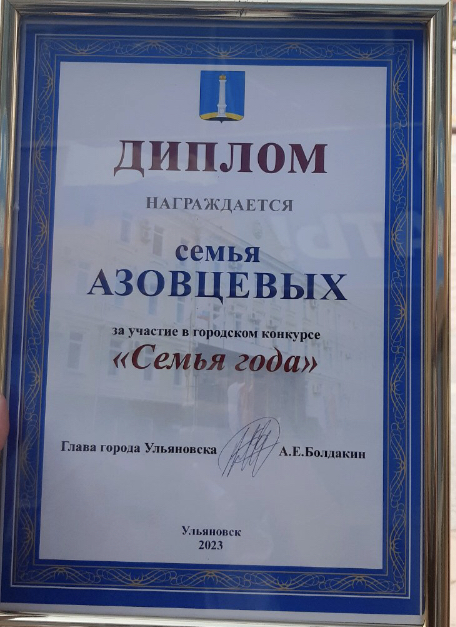 ДИПЛОМ
НАГРАЖДАЕТСЯ
семья
АЗОВЦЕВЫХ
за участие в городском конкурсе
«Семья года»
Глава города Ульяновска А.Е.Болдакин
Ульяновск
2023